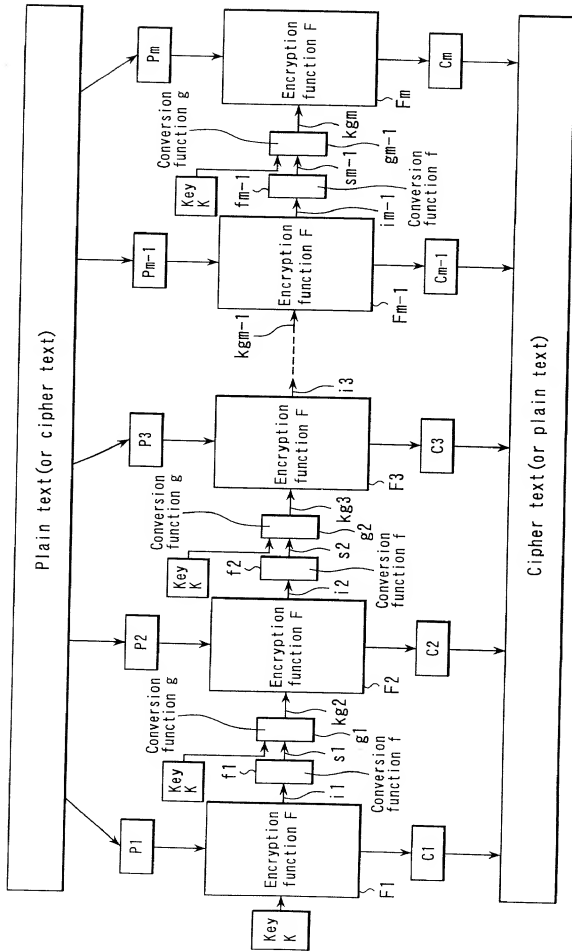 Plain text(or cipher text)
P1
P2
P3
Pm-1
Pm
Key
K
Encryption
function F
F1
i1
f1
Conversion
function f
s1
Key
K
Conversion
function g
g1
kg2
Encryption
function F
F2
i2
f2
Conversion
function f
s2
Key
K
Conversion
function g
g2
kg3
Encryption
function F
F3
i3
kgm-1
Encryption
function F
Fm-1
im-1
fm-1
Conversion
function f
sm-1
Key
K
Conversion
function g
gm-1
kgm
Encryption
function F
Fm
C1
C2
C3
Cm-1
Cm
Cipher text(or plain text)